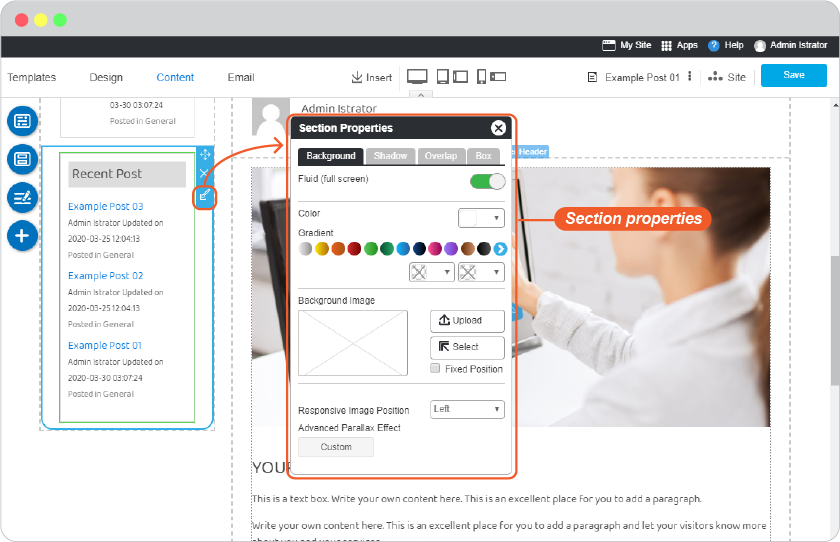 My Site Apps ? Help Admin Istrator
Templates Design Content Email Insert Example Post 01 Site Save
03-30 03:07:24
Posted in General
Recent Post
Example Post 03
Admin Istrator Updated on
2020-03-25 12:04:13
Posted in General
Example Post 02
Admin Istrator Updated on
2020-03-25 12:04:13
Posted in General
Example Post 01
Admin Istrator Updated on
2020-03-30 03:07:24
Posted in General
Admin Istrator
Header
Section Properties
Background Shadow Overlap Box
Fluid (full screen)
Color
Gradient
Background Image
Upload
Select
Fixed Position
Responsive Image Position Left
Advanced Parallax Effect
Custom
Section properties
YOUR
This is a text box. Write your own content here. This is an excellent place for you to add a paragraph.
Write your own content here. This is an excellent place for you to add a paragraph and let your visitors know more
about you and your services.